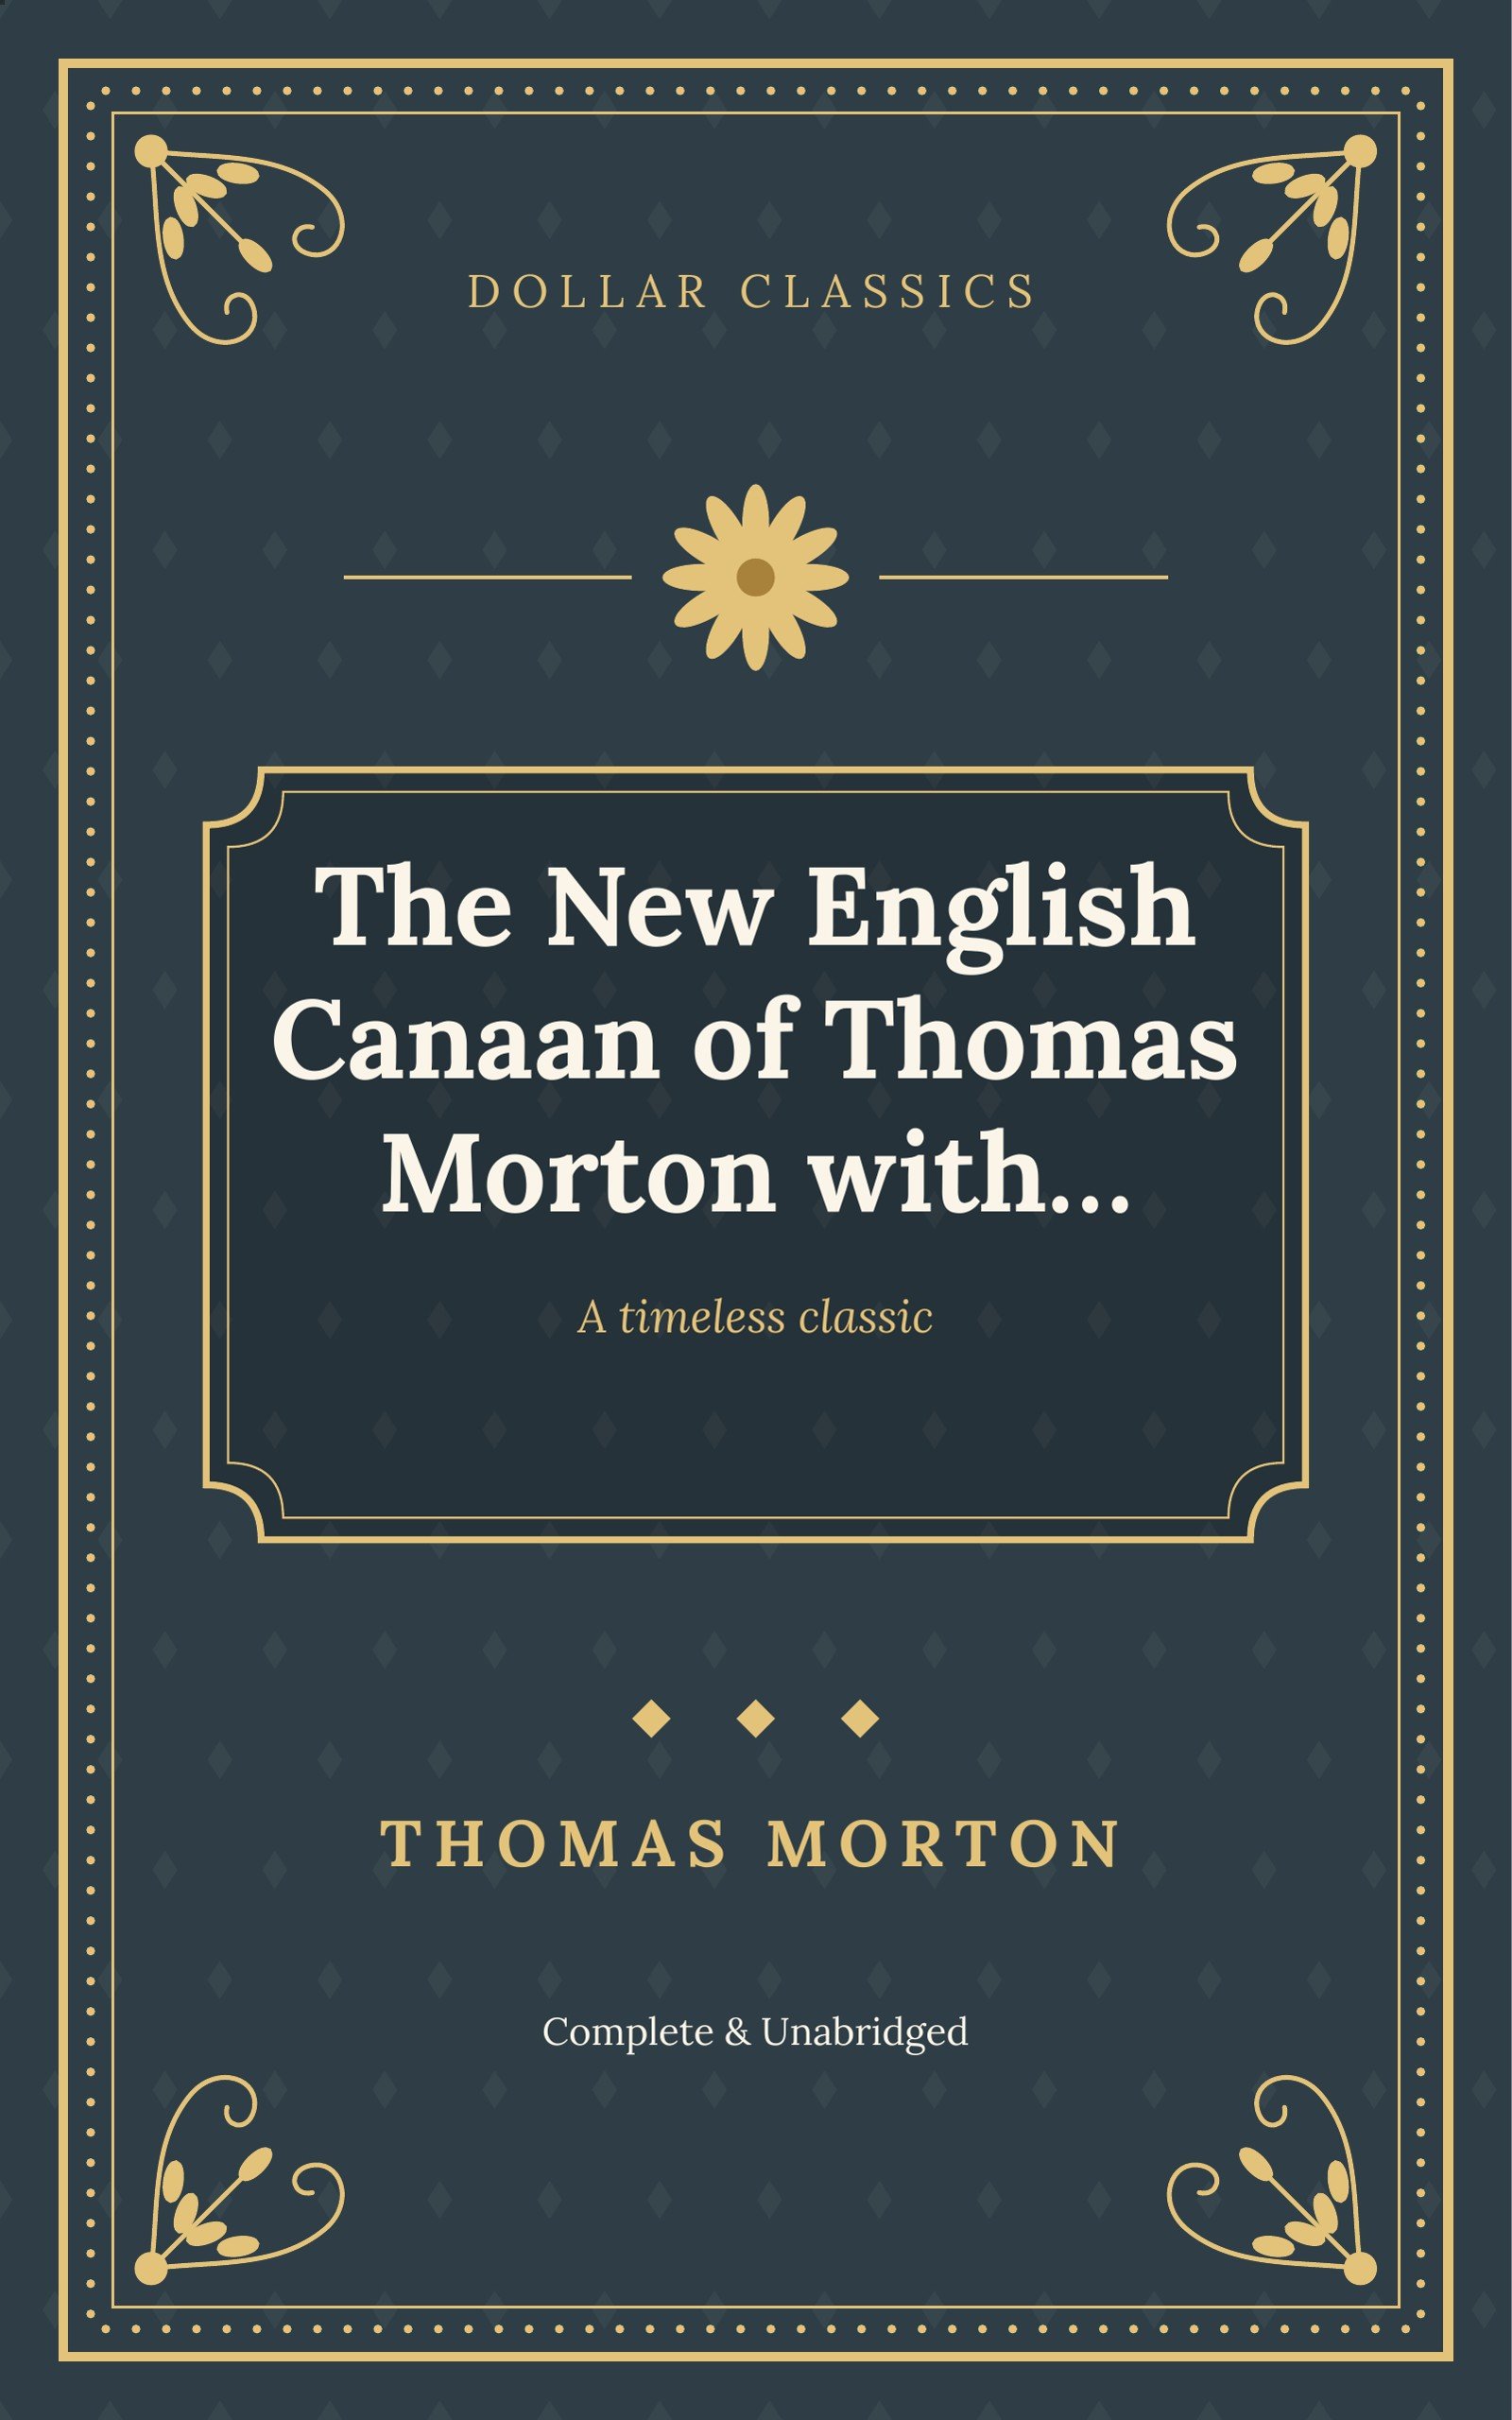 DOLLAR CLASSICS
The New English
Canaan of Thomas
Morton with...
A timeless classic
THOMAS MORTON
Complete & Unabridged